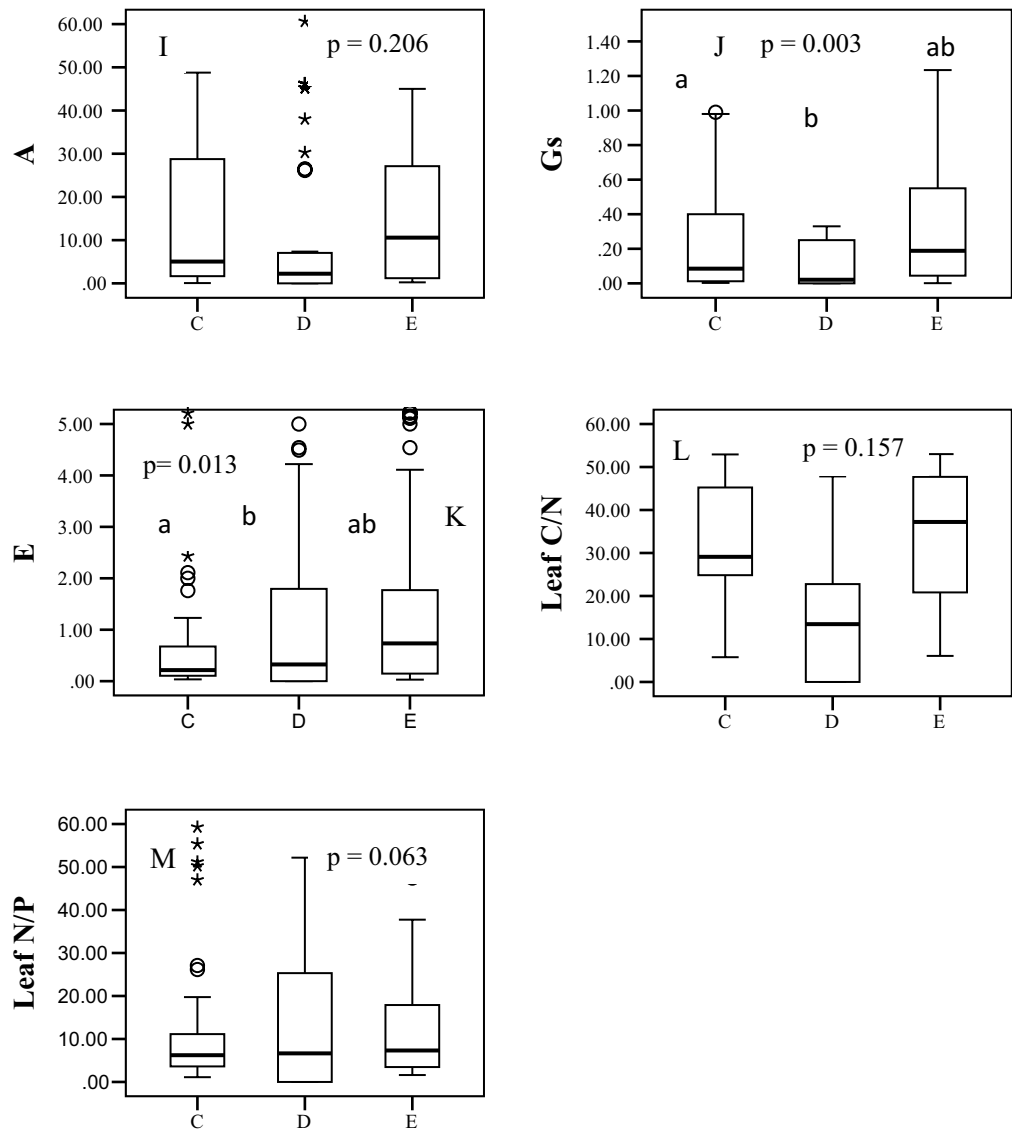 60.00
50.00
40.00
30.00
20.00
10.00
.00
A
I
p = 0.206
C D E
1.40
1.20
1.00
.80
.60
.40
.20
.00
Gs
J
p = 0.003
a
b
ab
C D E
5.00
4.00
3.00
2.00
1.00
.00
E
p= 0.013
a
b
ab
K
C D E
60.00
50.00
40.00
30.00
20.00
10.00
.00
Leaf C/N
L
p = 0.157
C D E
60.00
50.00
40.00
30.00
20.00
10.00
.00
Leaf N/P
M
p = 0.063
C D E